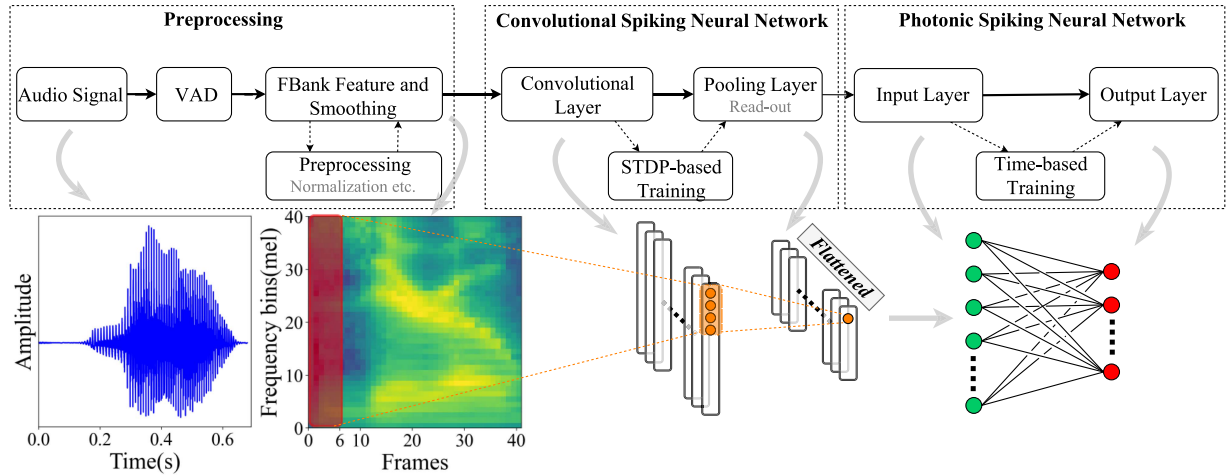 Preprocessing
Convolutional Spiking Neural Network
Photonic Spiking Neural Network
Audio Signal
VAD
FBank Feature and
Smoothing
Preprocessing
Normalization etc.
Convolutional
Layer
Pooling Layer
Read-out
STDP-based
Training
Input Layer
Output Layer
Time-based
Training
Amplitude
0.0 0.2 0.4 0.6
Time(s)
Frequency bins(mel)
40
30
20
10
0
0 6 10 20 30 40
Frames
Flattened